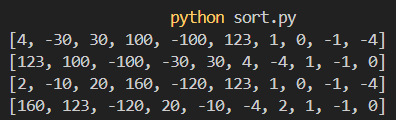 python sort.py
[4, -30, 30, 100, -100, 123, 1, 0, -1, -4]
[123, 100, -100, -30, 30, 4, -4, 1, -1, 0]
[2, -10, 20, 160, -120, 123, 1, 0, -1, -4]
[160, 123, -120, 20, -10, -4, 2, 1, -1, 0]